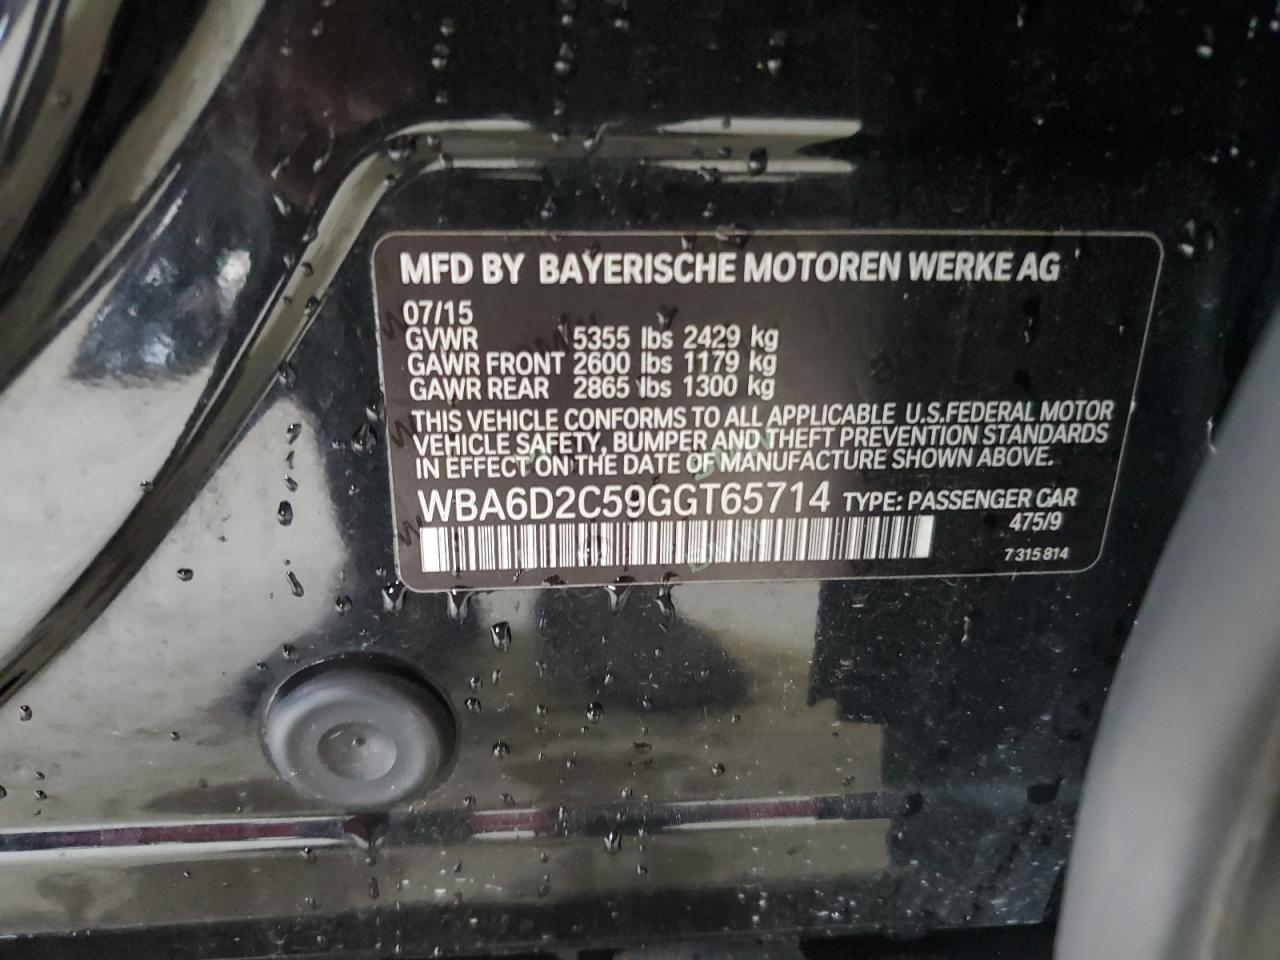 MFD BY BAYERISCHE MOTOREN WERKE AG
07/15
GVWR 5355 lbs 2429 kg
GAWR FRONT 2600 lbs 1179 kg
GAWR REAR 2865 lbs 1300 kg
THIS VEHICLE CONFORMS TO ALL APPLICABLE U.S.FEDERAL MOTOR
VEHICLE SAFETY, BUMPER AND THEFT PREVENTION STANDARDS
IN EFFECT ON THE DATE OF MANUFACTURE SHOWN ABOVE.
WBA6D2C59GGT65714 TYPE: PASSENGER CAR
475/9
7 315 814